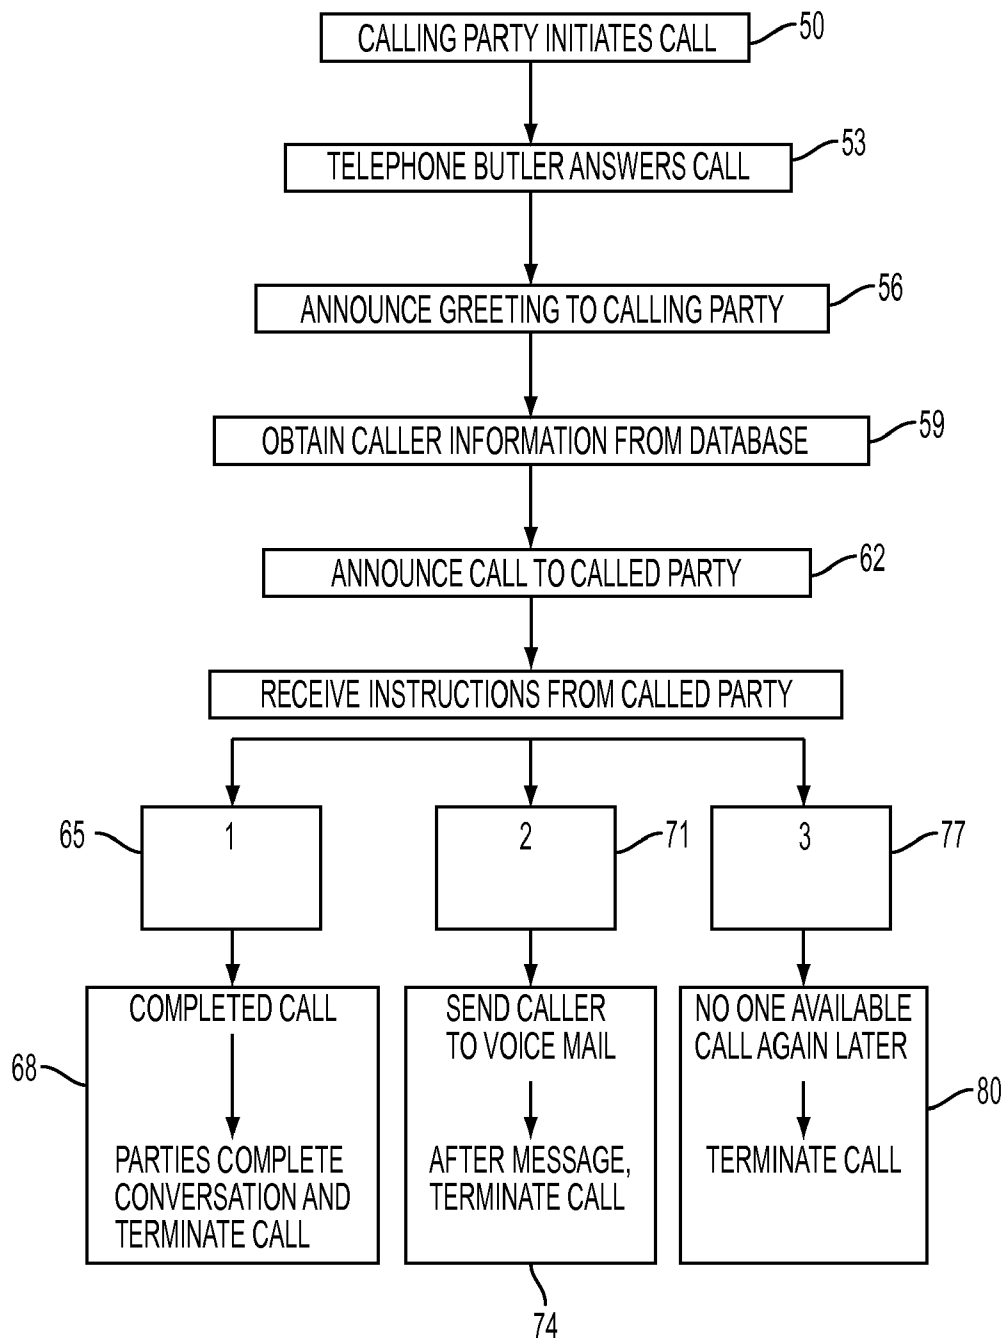 CALLING PARTY INITIATES CALL
50
TELEPHONE BUTLER ANSWERS CALL
53
ANNOUNCE GREETING TO CALLING PARTY
56
OBTAIN CALLER INFORMATION FROM DATABASE
59
ANNOUNCE CALL TO CALLED PARTY
62
RECEIVE INSTRUCTIONS FROM CALLED PARTY
65
1
2
71
3
77
68
COMPLETED CALL
PARTIES COMPLETE
CONVERSATION AND
TERMINATE CALL
SEND CALLER
TO VOICE MAIL
AFTER MESSAGE,
TERMINATE CALL
74
NO ONE AVAILABLE
CALL AGAIN LATER
TERMINATE CALL
80